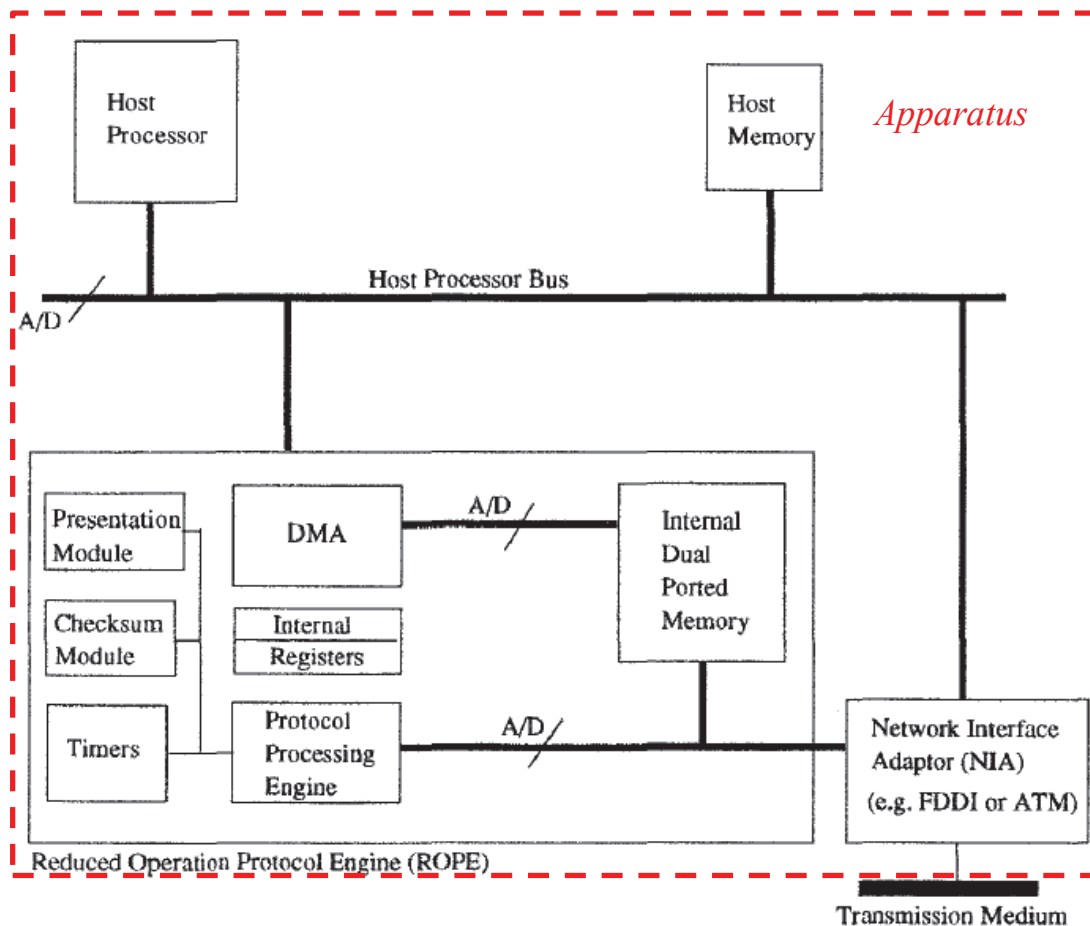 Host
Processor
Host
Memory
Apparatus
Host Processor Bus
A/D
Presentation
Module
DMA
A/D
Internal
Dual
Ported
Memory
Checksum
Module
Internal
Registers
Timers
Protocol
Processing
Engine
A/D
Network Interface
Adaptor (NIA)
(e.g. FDDI or ATM)
Reduced Operation Protocol Engine (ROPE)
Transmission Medium